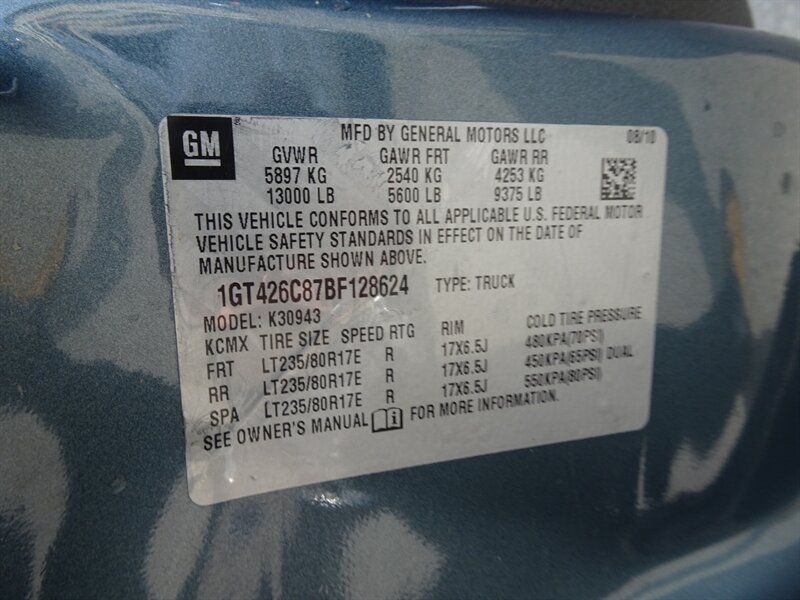 GM
MFD BY GENERAL MOTORS LLC 08/10
GVWR GAWR FRT GAWR RR
5897 KG 2540 KG 4253 KG
13000 LB 5600 LB 9375 LB
THIS VEHICLE CONFORMS TO ALL APPLICABLE U.S. FEDERAL MOTOR
VEHICLE SAFETY STANDARDS IN EFFECT ON THE DATE OF
MANUFACTURE SHOWN ABOVE.
1GT426C87BF128624 TYPE: TRUCK
MODEL: K30943
KCMX TIRE SIZE SPEED RTG RIM COLD TIRE PRESSURE
FRT LT235/80R17E R 17X6.5J 480KPA(70PSI)
RR LT235/80R17E R 17X6.5J 450KPA(65PSI) DUAL
SPA LT235/80R17E R 17X6.5J 550KPA(80PSI)
SEE OWNER'S MANUAL i FOR MORE INFORMATION.